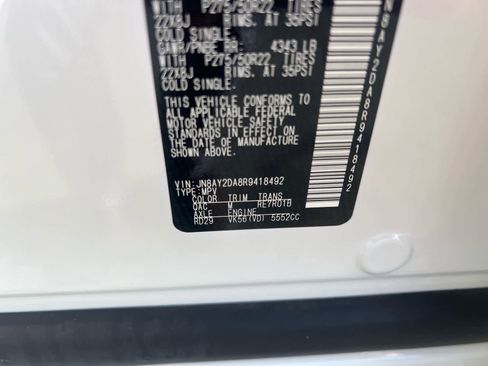 WITH P275/50R22 TIRES
22X8J RIMS. AT 35PSI
COLD SINGLE.
GAWR/PNBE RR: 4343 LB
WITH P275/50R22 TIRES
22X8J RIMS. AT 35PSI
COLD SINGLE.
THIS VEHICLE CONFORMS TO
ALL APPLICABLE FEDERAL
MOTOR VEHICLE SAFETY
STANDARDS IN EFFECT ON
THE DATE OF MANUFACTURE
SHOWN ABOVE.
VIN: JN8AY2DA8R9418492
TYPE: MPV
COLOR TRIM TRANS
QAC M RE7R01B
AXLE ENGINE
RD29 VK56(VD) 5552CC
N8AY2DA8R9418492